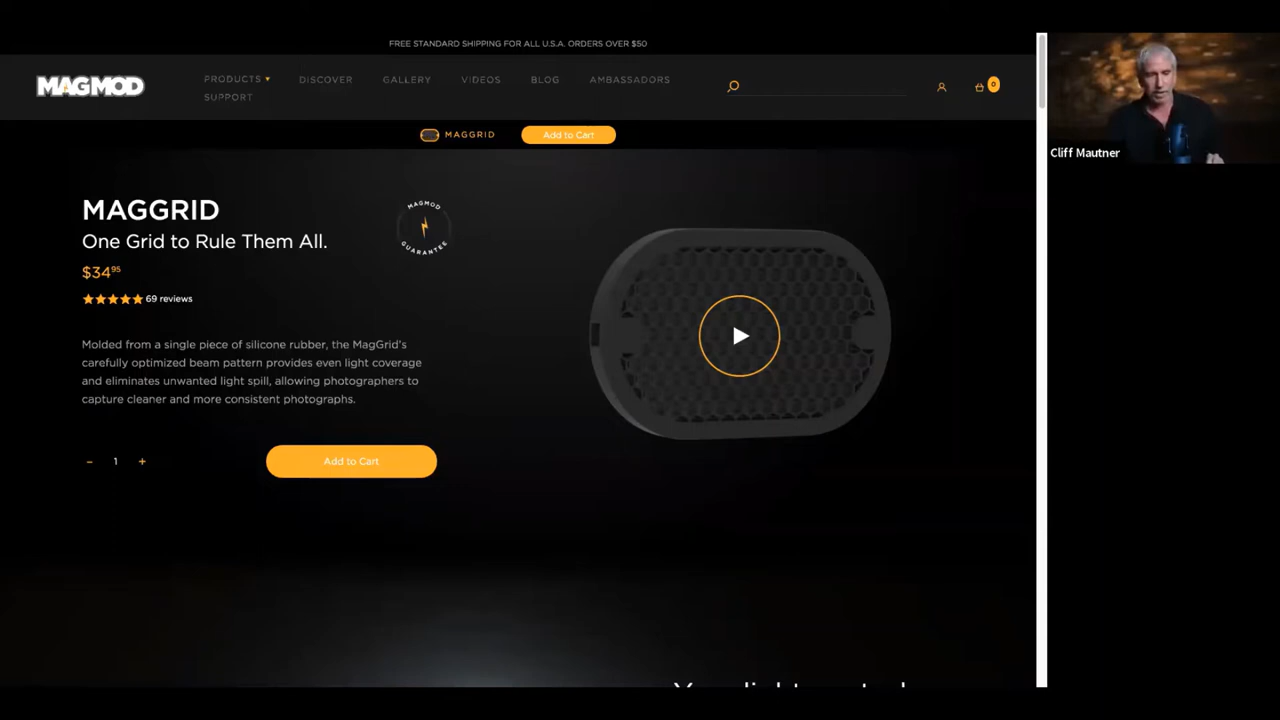 FREE STANDARD SHIPPING FOR ALL U.S.A. ORDERS OVER $50
MAGMOD
PRODUCTS ▾ DISCOVER GALLERY VIDEOS BLOG AMBASSADORS
SUPPORT
0
MAGGRID Add to Cart
MAGGRID
MAGMOD
GUARANTEE
One Grid to Rule Them All.
$34 95
69 reviews
Molded from a single piece of silicone rubber, the MagGrid's
carefully optimized beam pattern provides even light coverage
and eliminates unwanted light spill, allowing photographers to
capture cleaner and more consistent photographs.
– 1 + Add to Cart
Cliff Mautner